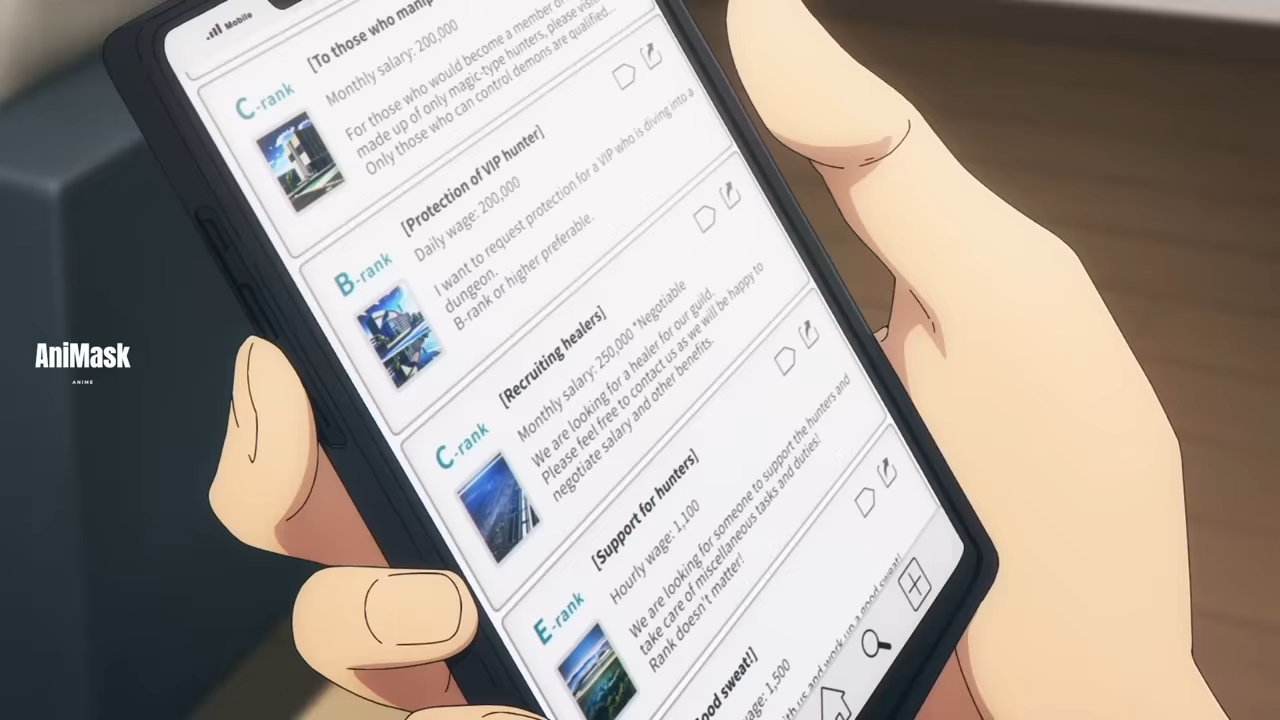 Mobile
[To those who manip
C-rank
Monthly salary: 200,000
For those who would become a member of
made up of only magic-type hunters, please visit
Only those who can control demons are qualified...
[Protection of VIP hunter]
B-rank
Daily wage: 200,000
I want to request protection for a VIP who is diving into a
dungeon.
B-rank or higher preferable.
[Recruiting healers]
C-rank
Monthly salary: 250,000 *Negotiable
We are looking for a healer for our guild.
Please feel free to contact us as we will be happy to
negotiate salary and other benefits.
[Support for hunters]
E-rank
Hourly wage: 1,100
We are looking for someone to support the hunters and
take care of miscellaneous tasks and duties!
Rank doesn't matter!
ood sweat!]
wage: 1,500
ith us and work up a good sweat!
AniMask
ANIME